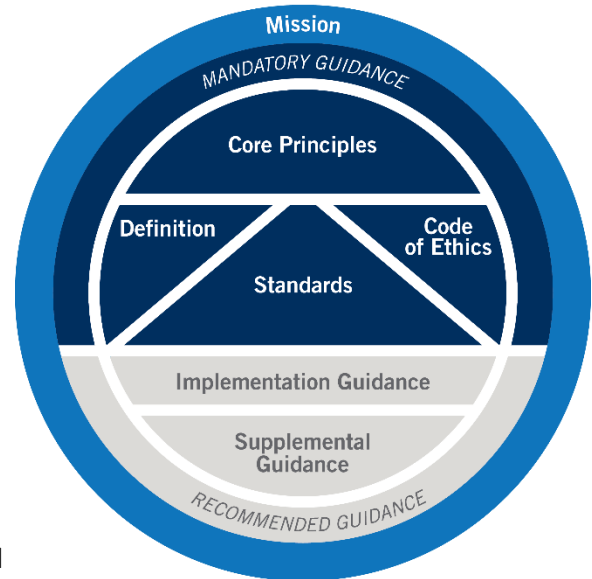 Mission
MANDATORY GUIDANCE
Core Principles
Definition
Code
of Ethics
Standards
Implementation Guidance
Supplemental
Guidance
RECOMMENDED GUIDANCE